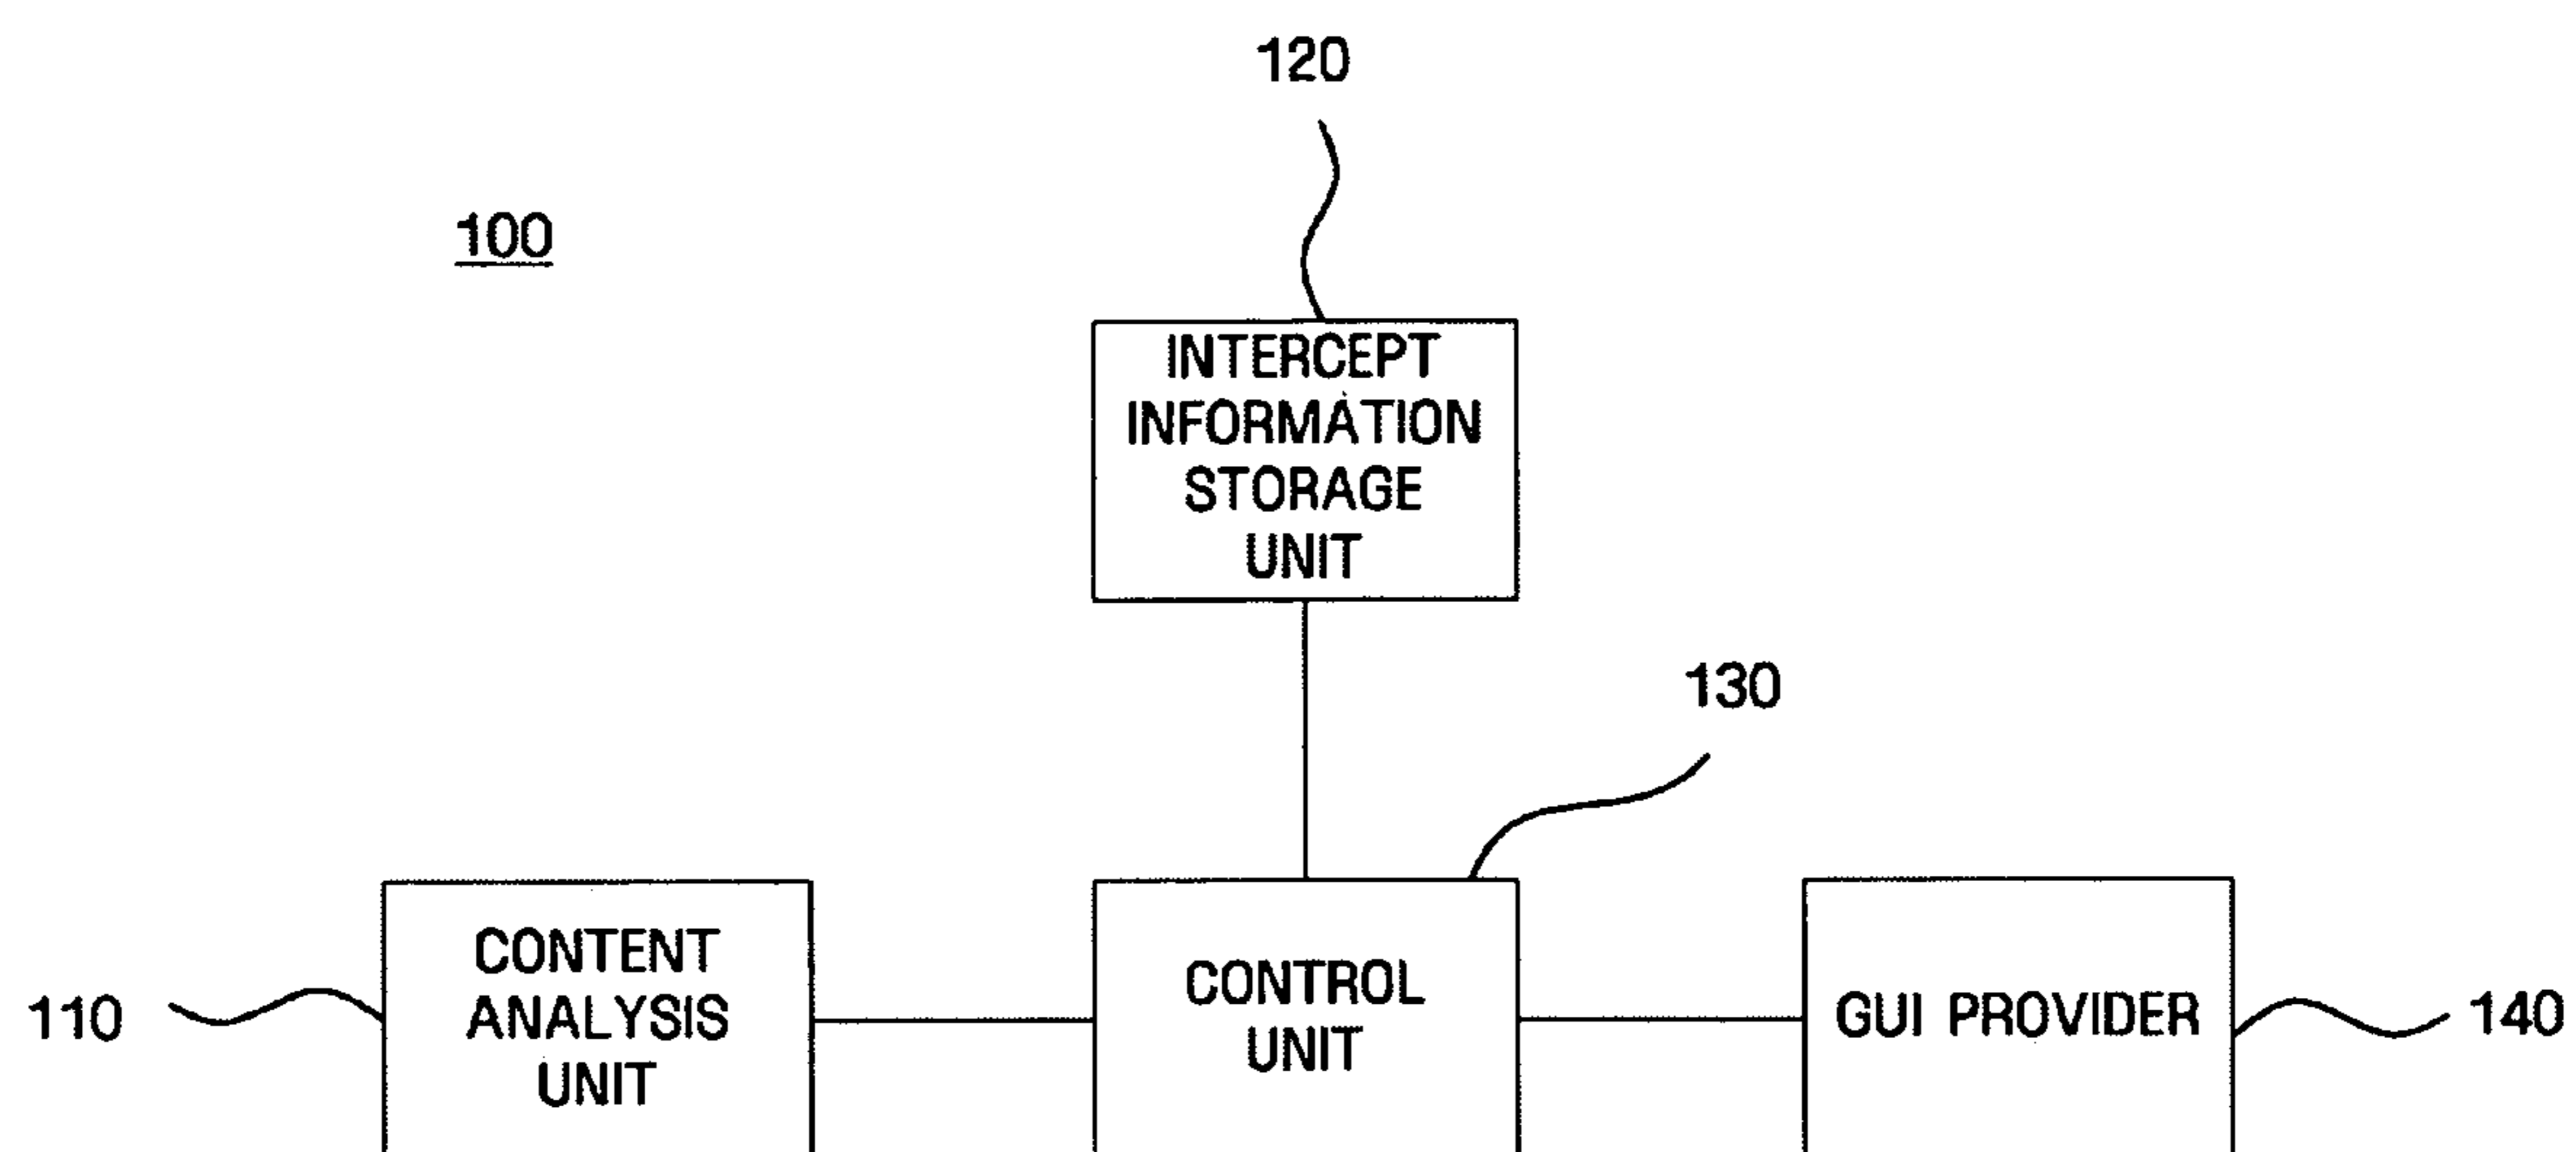 120
100
INTERCEPT
INFORMATION
STORAGE
UNIT
130
110
CONTENT
ANALYSIS
UNIT
CONTROL
UNIT
GUI PROVIDER
140